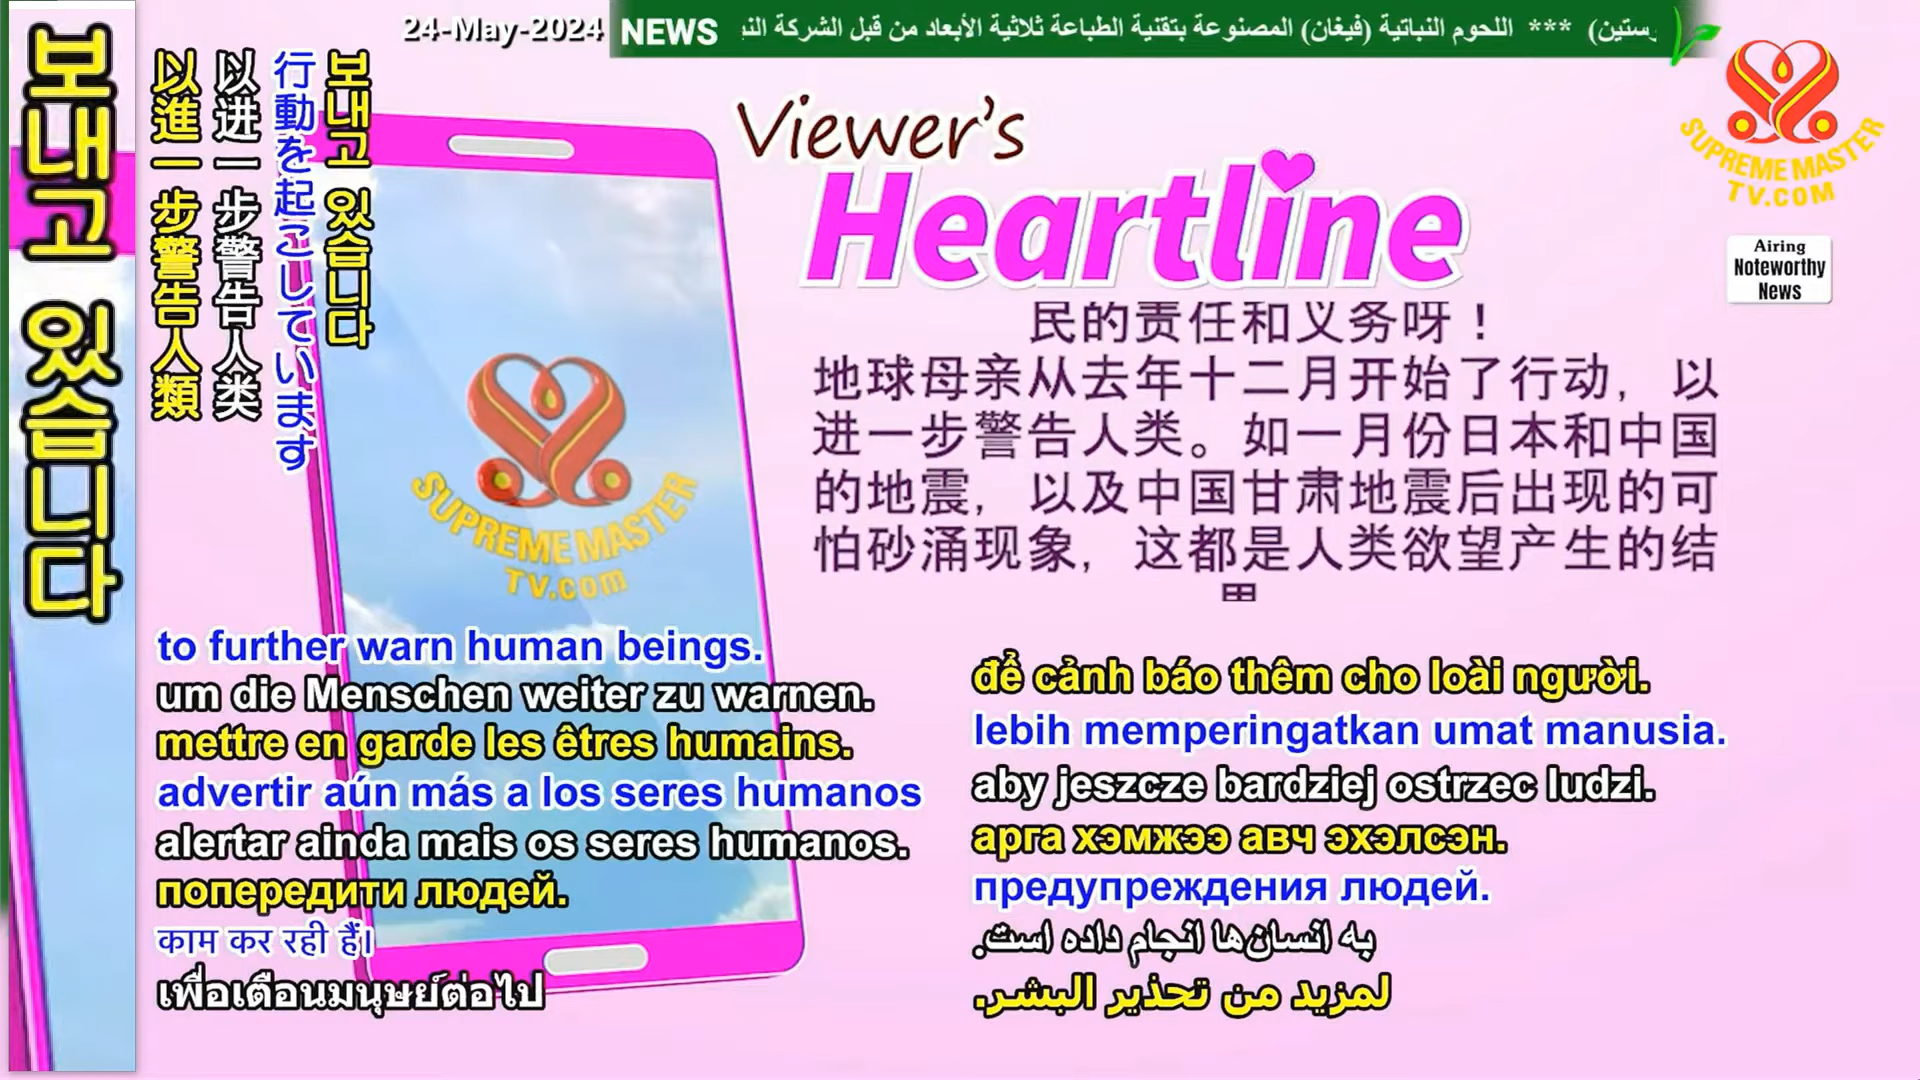 보내고 있습니다
以進一步警告人類
以进一步警告人类
行動を起こしています
보내고 있습니다
24-May-2024
NEWS
رستين) *** اللحوم النباتية (فيغان) المصنوعة بتقنية الطباعة ثلاثية الأبعاد من قبل الشركة
Viewer's
Heartline
SUPREME MASTER
TV.COM
Airing
Noteworthy
News
民的责任和义务呀！
地球母亲从去年十二月开始了行动，以
进一步警告人类。如一月份日本和中国
的地震，以及中国甘肃地震后出现的可
怕砂涌现象，这都是人类欲望产生的结
SUPREME MASTER
TV.com
to further warn human beings.
um die Menschen weiter zu warnen.
mettre en garde les êtres humains.
advertir aún más a los seres humanos
alertar ainda mais os seres humanos.
попередити людей.
काम कर रही हैं।
เพื่อเตือนมนุษย์ต่อไป
để cảnh báo thêm cho loài người.
lebih memperingatkan umat manusia.
aby jeszcze bardziej ostrzec ludzi.
арга хэмжээ авч эхэлсэн.
предупреждения людей.
به انسان‌ها انجام داده است.
لمزيد من تحذير البشر.